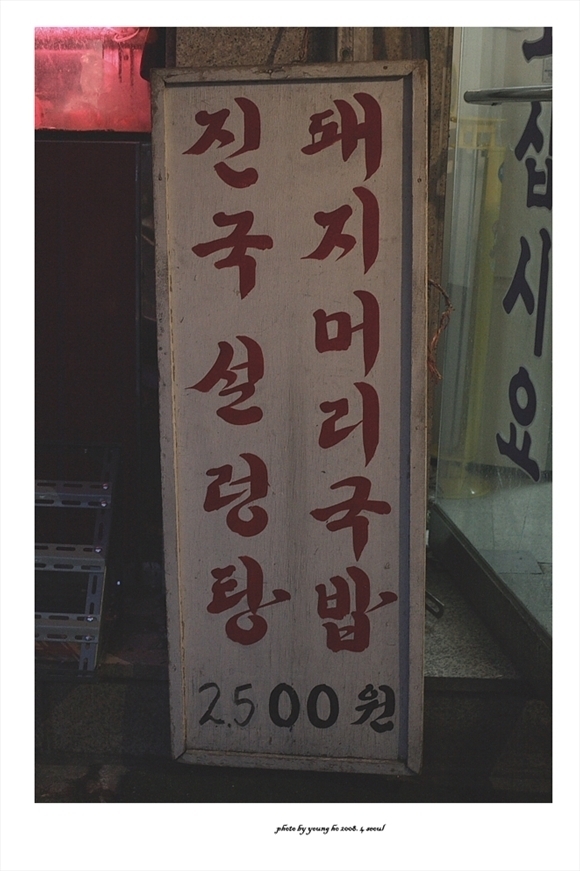 돼지머리국밥
진국설렁탕
2,500원
십시요
photo by young ho 2008. 4 seoul